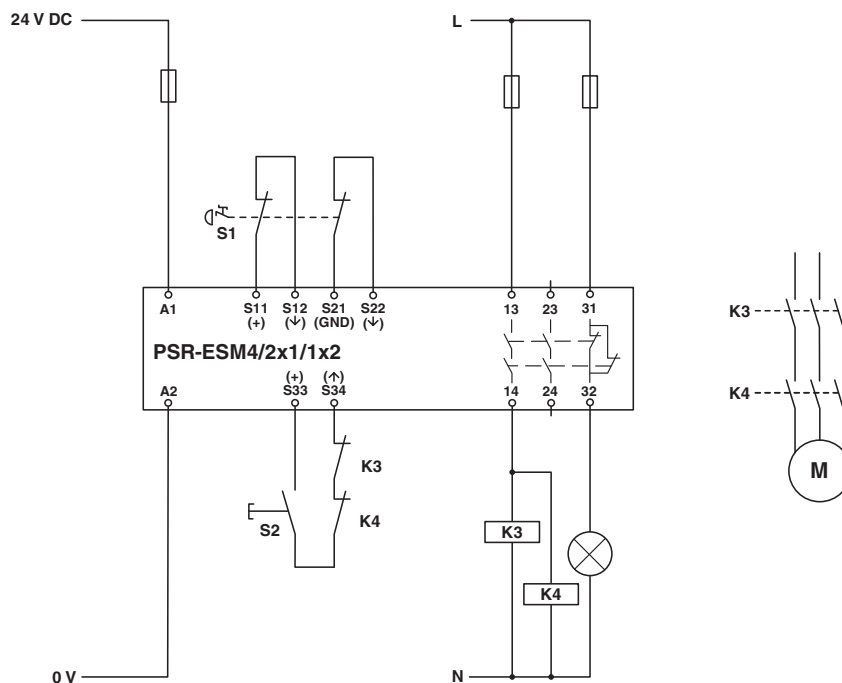 24 V DC
L
S1
A1
S11
(+)
S12
(↓)
S21
(GND)
S22
(↓)
13
23
31
PSR-ESM4/2x1/1x2
A2
(+)
S33
(↑)
S34
14
24
32
K3
K4
M
K3
K4
S2
K3
K4
0 V
N